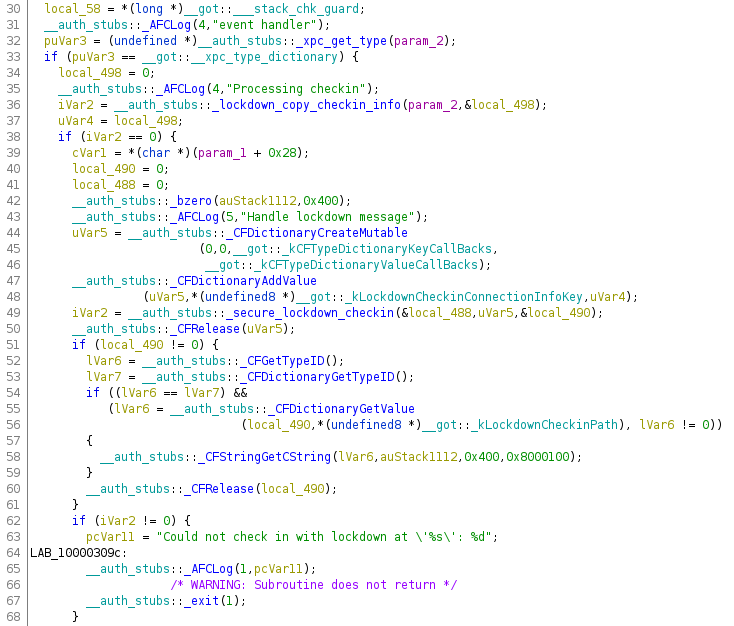 30 local_58 = *(long *)__got::___stack_chk_guard;
31 __auth_stubs::_AFCLog(4,"event handler");
32 puVar3 = (undefined *)__auth_stubs::_xpc_get_type(param_2);
33 if (puVar3 == __got::__xpc_type_dictionary) {
34 local_498 = 0;
35 __auth_stubs::_AFCLog(4,"Processing checkin");
36 iVar2 = __auth_stubs::_lockdown_copy_checkin_info(param_2,&local_498);
37 uVar4 = local_498;
38 if (iVar2 == 0) {
39 cVar1 = *(char *)(param_1 + 0x28);
40 local_490 = 0;
41 local_488 = 0;
42 __auth_stubs::_bzero(auStack1112,0x400);
43 __auth_stubs::_AFCLog(5,"Handle lockdown message");
44 uVar5 = __auth_stubs::_CFDictionaryCreateMutable
45 (0,0,__got::_kCFTypeDictionaryKeyCallBacks,
46 __got::_kCFTypeDictionaryValueCallBacks);
47 __auth_stubs::_CFDictionaryAddValue
48 (uVar5,*(undefined8 *)__got::_kLockdownCheckinConnectionInfoKey,uVar4);
49 iVar2 = __auth_stubs::_secure_lockdown_checkin(&local_488,uVar5,&local_490);
50 __auth_stubs::_CFRelease(uVar5);
51 if (local_490 != 0) {
52 lVar6 = __auth_stubs::_CFGetTypeID();
53 lVar7 = __auth_stubs::_CFDictionaryGetTypeID();
54 if ((lVar6 == lVar7) &&
55 (lVar6 = __auth_stubs::_CFDictionaryGetValue
56 (local_490,*(undefined8 *)__got::_kLockdownCheckinPath), lVar6 != 0))
57 {
58 __auth_stubs::_CFStringGetCString(lVar6,auStack1112,0x400,0x8000100);
59 }
60 __auth_stubs::_CFRelease(local_490);
61 }
62 if (iVar2 != 0) {
63 pcVar11 = "Could not check in with lockdown at \'%s\': %d";
64 LAB_10000309c:
65 __auth_stubs::_AFCLog(1,pcVar11);
66 /* WARNING: Subroutine does not return */
67 __auth_stubs::_exit(1);
68 }